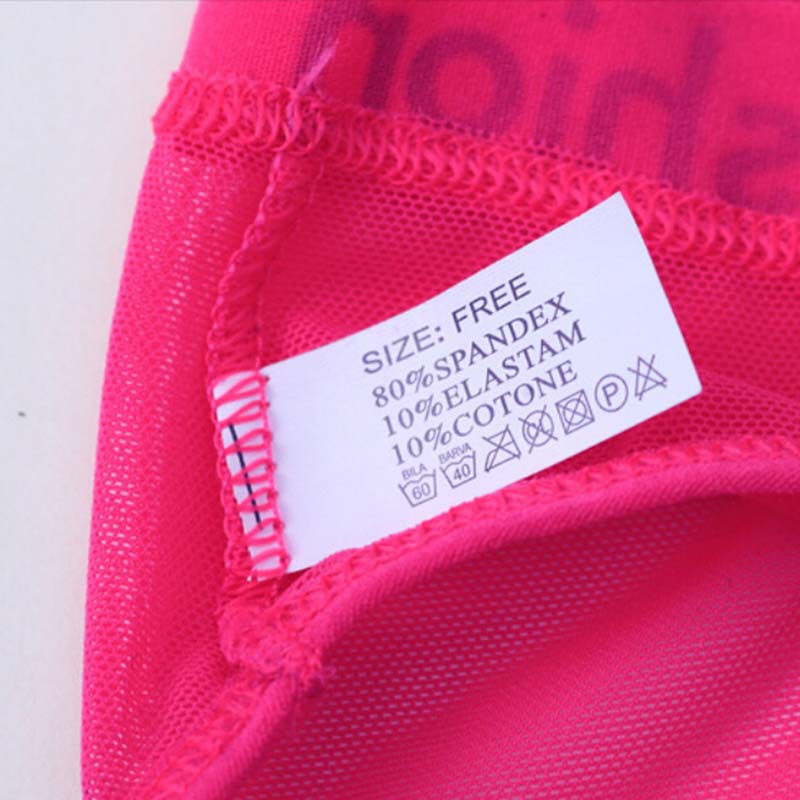 SIZE: FREE
80%SPANDEX
10%ELASTAM
10%COTONE
BILA BARVA
60 40 P